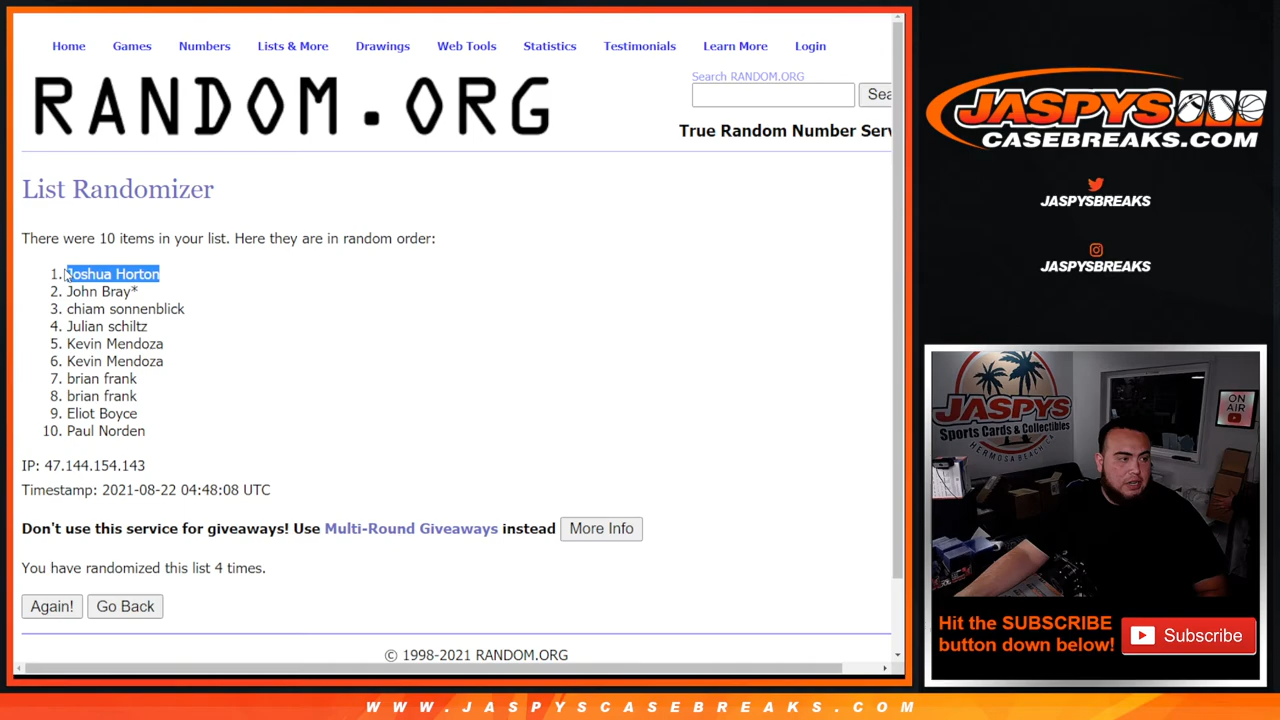 Home Games Numbers Lists & More Drawings Web Tools Statistics Testimonials Learn More Login
RANDOM.ORG
Search RANDOM.ORG
Sea
True Random Number Serv
List Randomizer
There were 10 items in your list. Here they are in random order:
1. Joshua Horton
2. John Bray*
3. chiam sonnenblick
4. Julian schiltz
5. Kevin Mendoza
6. Kevin Mendoza
7. brian frank
8. brian frank
9. Eliot Boyce
10. Paul Norden
IP: 47.144.154.143
Timestamp: 2021-08-22 04:48:08 UTC
Don't use this service for giveaways! Use Multi-Round Giveaways instead More Info
You have randomized this list 4 times.
Again! Go Back
© 1998-2021 RANDOM.ORG
JASPYS
CASEBREAKS.COM
JASPYSBREAKS
JASPYSBREAKS
JASPYS
Sports Cards & Collectibles
HERMOSA BEACH CA
ON
AIR
Hit the SUBSCRIBE
button down below!
Subscribe
WWW.JASPYSCASEBREAKS.COM